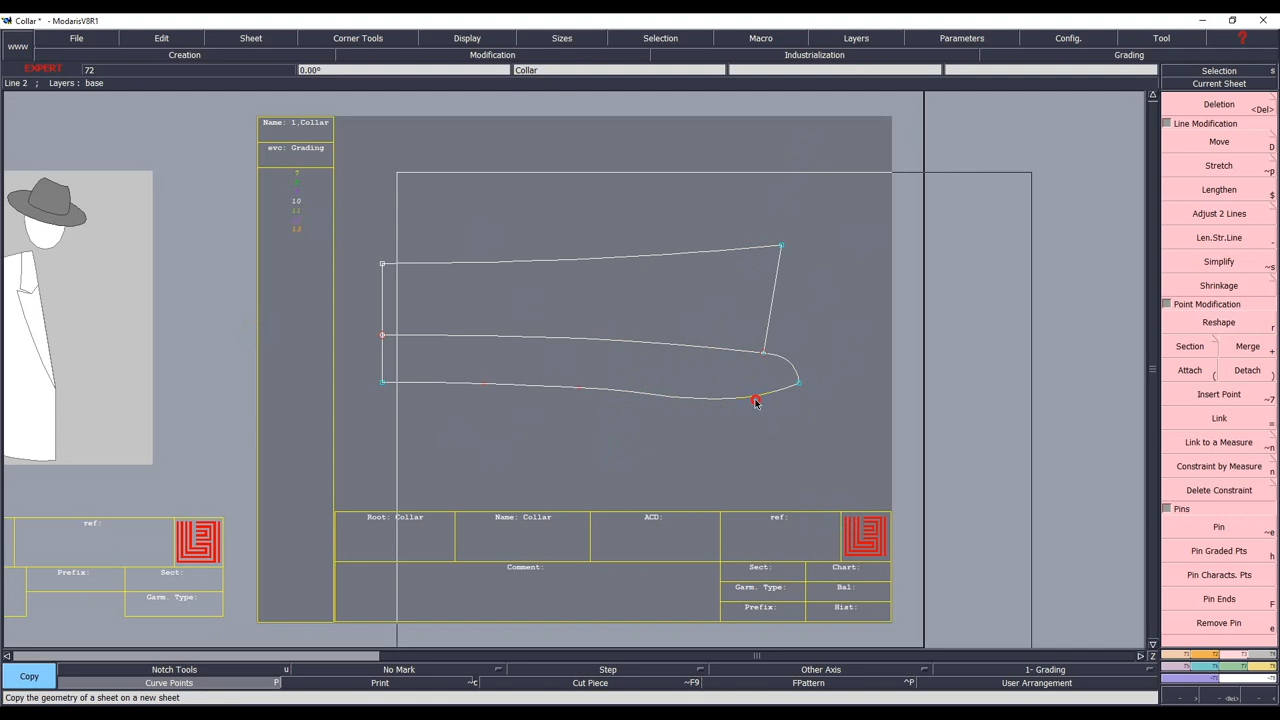 Collar * - ModarisV8R1
www
File
Edit
Sheet
Corner Tools
Display
Sizes
Selection
Macro
Layers
Parameters
Config.
Tool
?
Creation
Modification
Industrialization
Grading
EXPERT
72
0.00º
Collar
Line 2 ; Layers : base
Selection s
Current Sheet
Deletion <Del>
Line Modification
Move D
Stretch ~p
Lengthen $
Adjust 2 Lines
Len.Str.Line -
Simplify ~s
Shrinkage
Point Modification
Reshape r
Section Merge +
Attach ( Detach )
Insert Point ~7
Link =
Link to a Measure ~n
Constraint by Measure n
Delete Constraint
Pins
Pin ~e
Pin Graded Pts h
Pin Characts. Pts
Pin Ends F
Remove Pin e
Name: 1,Collar
evc: Grading
7
10
11
13
Root: Collar
Name: Collar
ACD:
ref:
Comment:
Sect:
Chart:
Garm. Type:
Bal:
Prefix:
Hist:
ref:
Prefix:
Sect:
Garm. Type:
Z
Copy
Notch Tools u
No Mark
Step
Other Axis
1- Grading
Curve Points P
Print ~c
Cut Piece ~F9
FPattern ^P
User Arrangement
Copy the geometry of a sheet on a new sheet